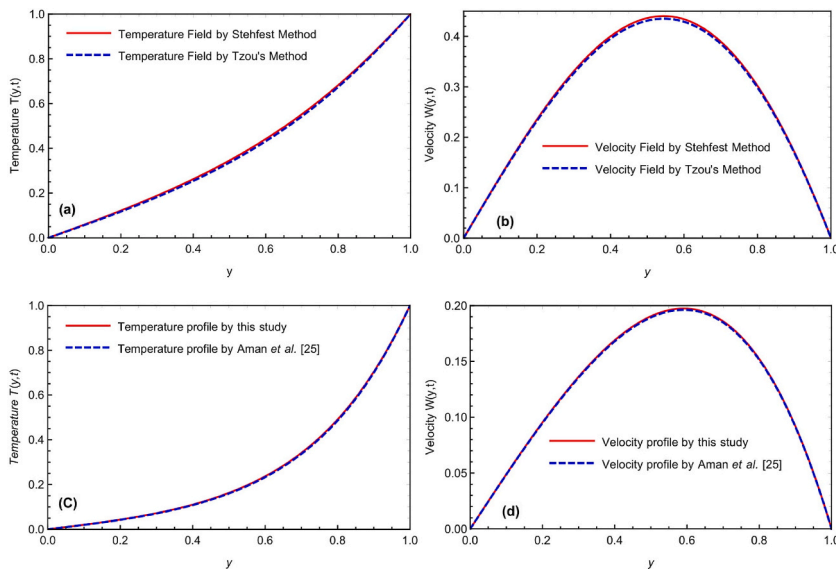 1.0
0.8
0.6
0.4
0.2
0.0
Temperature T(y,t)
Temperature Field by Stehfest Method
Temperature Field by Tzou's Method
(a)
0.0 0.2 0.4 0.6 0.8 1.0
y
0.4
0.3
0.2
0.1
0.0
Velocity W(y,t)
Velocity Field by Stehfest Method
Velocity Field by Tzou's Method
(b)
0.0 0.2 0.4 0.6 0.8 1.0
y
1.0
0.8
0.6
0.4
0.2
0.0
Temperature T(y,t)
Temperature profile by this study
Temperature profile by Aman et al. [25]
(C)
0.0 0.2 0.4 0.6 0.8 1.0
y
0.20
0.15
0.10
0.05
0.00
Velocity W(y,t)
Velocity profile by this study
Velocity profile by Aman et al. [25]
(d)
0.0 0.2 0.4 0.6 0.8 1.0
y